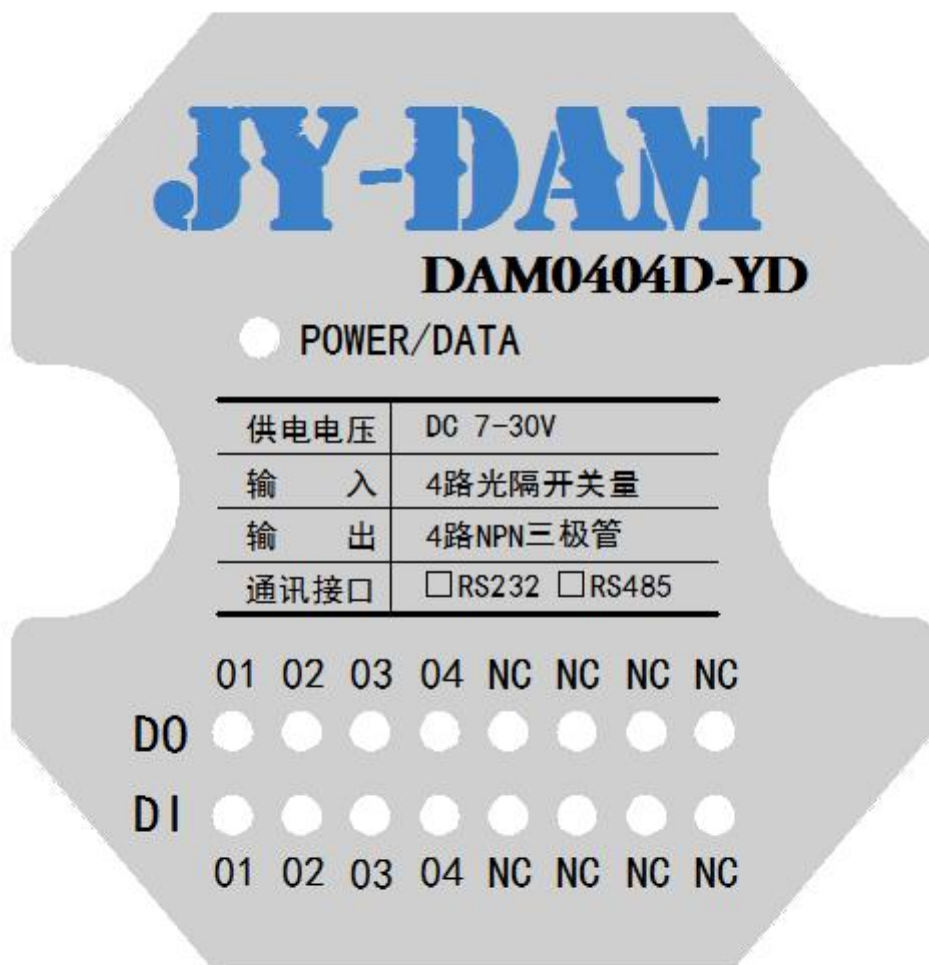 JY-DAM
DAM0404D-YD
POWER/DATA
供电电压 DC 7-30V
输 入 4路光隔开关量
输 出 4路NPN三极管
通讯接口 □RS232 □RS485
01 02 03 04 NC NC NC NC
DO
DI
01 02 03 04 NC NC NC NC